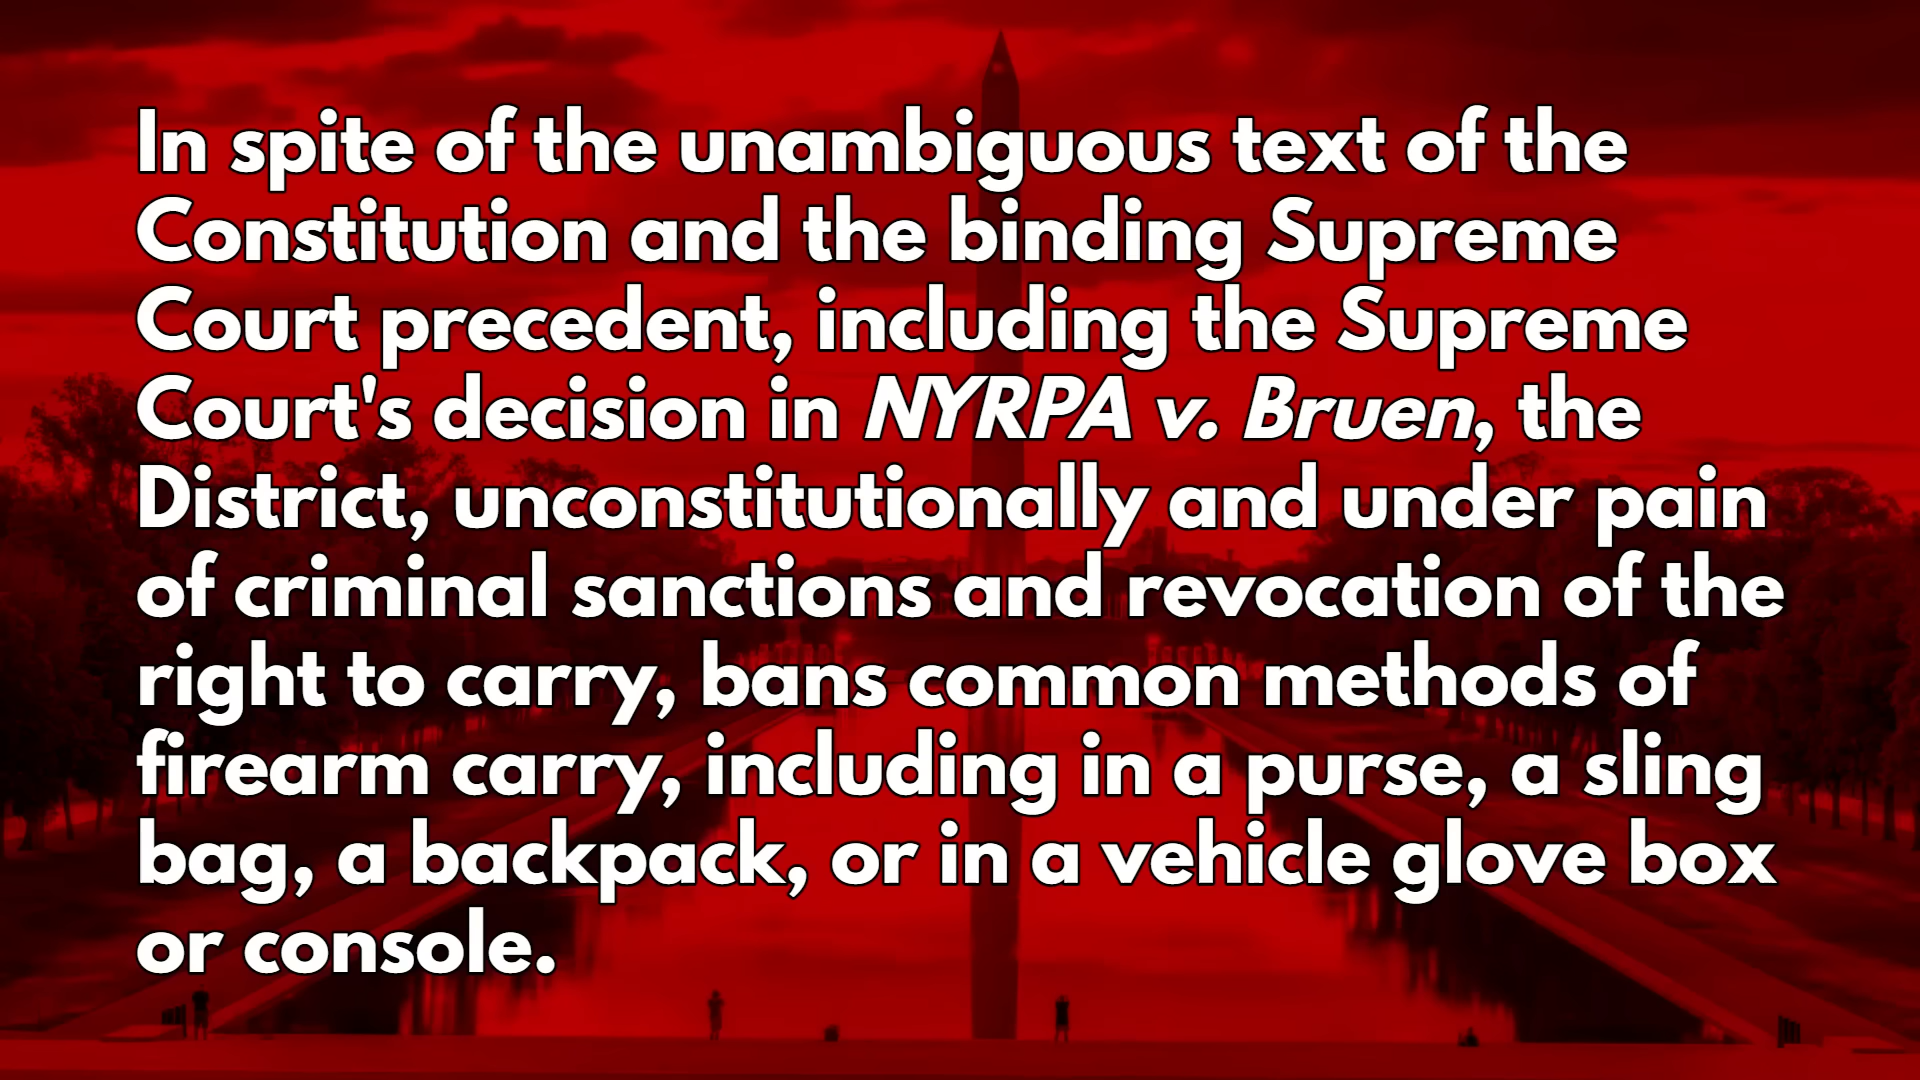 In spite of the unambiguous text of the
Constitution and the binding Supreme
Court precedent, including the Supreme
Court's decision in NYRPA v. Bruen, the
District, unconstitutionally and under pain
of criminal sanctions and revocation of the
right to carry, bans common methods of
firearm carry, including in a purse, a sling
bag, a backpack, or in a vehicle glove box
or console.